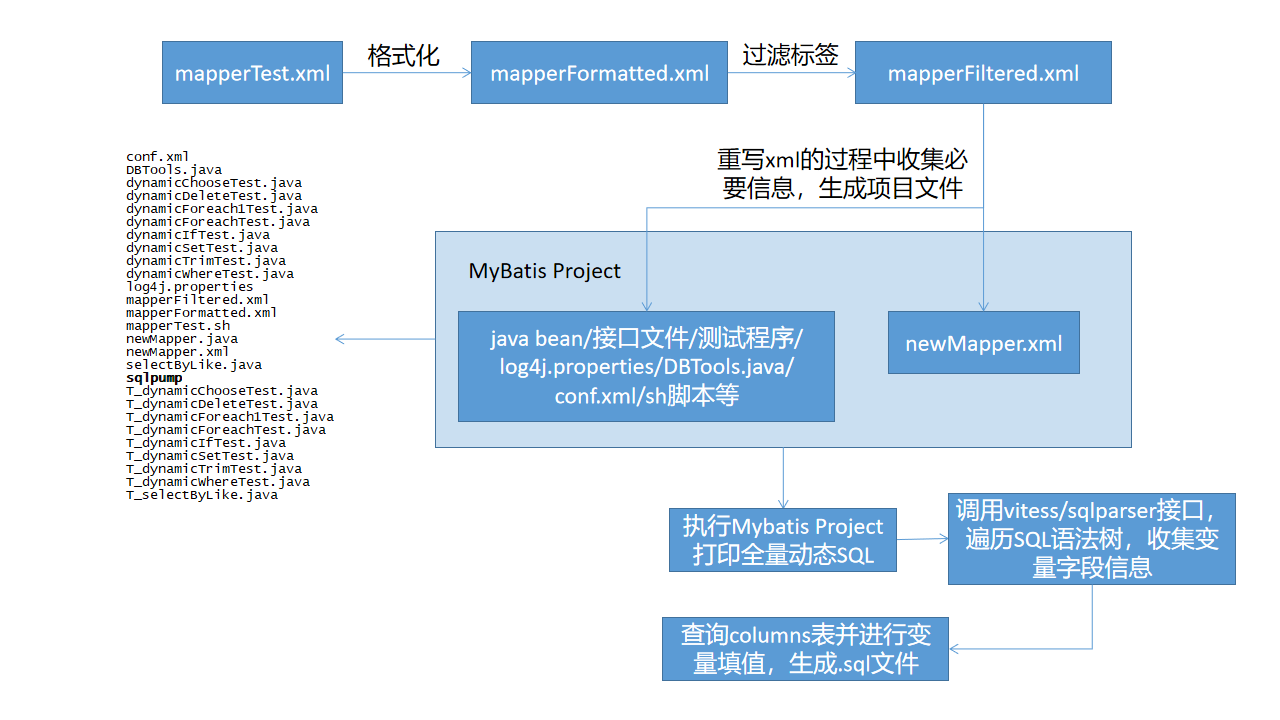 mapperTest.xml
格式化
mapperFormatted.xml
过滤标签
mapperFiltered.xml
重写xml的过程中收集必
要信息，生成项目文件
conf.xml
DBTools.java
dynamicChooseTest.java
dynamicDeleteTest.java
dynamicForeach1Test.java
dynamicForeachTest.java
dynamicIfTest.java
dynamicSetTest.java
dynamicTrimTest.java
dynamicWhereTest.java
log4j.properties
mapperFiltered.xml
mapperFormatted.xml
mapperTest.sh
newMapper.java
newMapper.xml
selectByLike.java
sqlpump
T_dynamicChooseTest.java
T_dynamicDeleteTest.java
T_dynamicForeach1Test.java
T_dynamicForeachTest.java
T_dynamicIfTest.java
T_dynamicSetTest.java
T_dynamicTrimTest.java
T_dynamicWhereTest.java
T_selectByLike.java
MyBatis Project
java bean/接口文件/测试程序/
log4j.properties/DBTools.java/
conf.xml/sh脚本等
newMapper.xml
执行Mybatis Project
打印全量动态SQL
调用vitess/sqlparser接口，
遍历SQL语法树，收集变
量字段信息
查询columns表并进行变
量填值，生成.sql文件